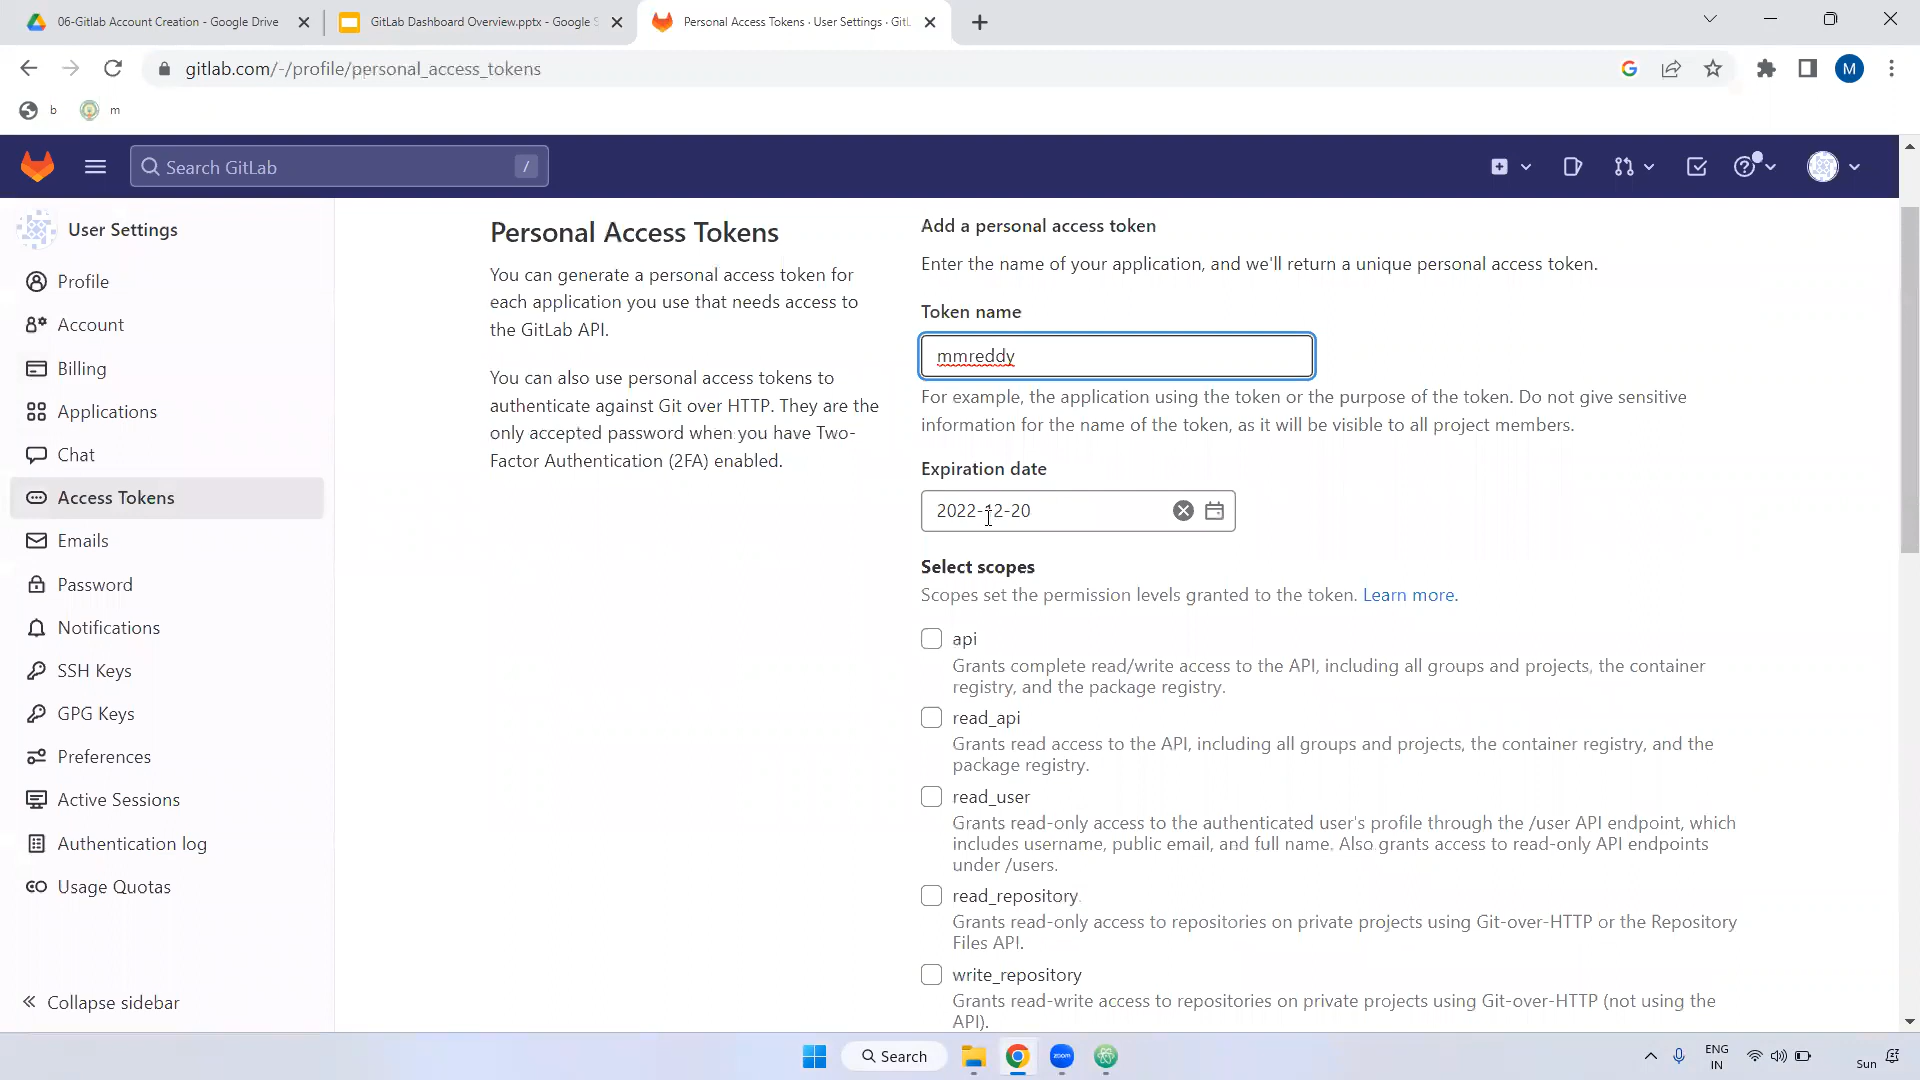 06-Gitlab Account Creation - Google Drive
GitLab Dashboard Overview.pptx - Google S
Personal Access Tokens · User Settings · GitL
gitlab.com/-/profile/personal_access_tokens
G
M
b
m
Search GitLab
/
User Settings
Profile
Account
Billing
Applications
Chat
Access Tokens
Emails
Password
Notifications
SSH Keys
GPG Keys
Preferences
Active Sessions
Authentication log
Usage Quotas
Collapse sidebar
Personal Access Tokens
You can generate a personal access token for
each application you use that needs access to
the GitLab API.
You can also use personal access tokens to
authenticate against Git over HTTP. They are the
only accepted password when you have Two-
Factor Authentication (2FA) enabled.
Add a personal access token
Enter the name of your application, and we'll return a unique personal access token.
Token name
mmreddy
For example, the application using the token or the purpose of the token. Do not give sensitive
information for the name of the token, as it will be visible to all project members.
Expiration date
2022-12-20
Select scopes
Scopes set the permission levels granted to the token. Learn more.
api
Grants complete read/write access to the API, including all groups and projects, the container
registry, and the package registry.
read_api
Grants read access to the API, including all groups and projects, the container registry, and the
package registry.
read_user
Grants read-only access to the authenticated user's profile through the /user API endpoint, which
includes username, public email, and full name. Also grants access to read-only API endpoints
under /users.
read_repository
Grants read-only access to repositories on private projects using Git-over-HTTP or the Repository
Files API.
write_repository
Grants read-write access to repositories on private projects using Git-over-HTTP (not using the
API).
Search
zoom
ENG
IN
Sun